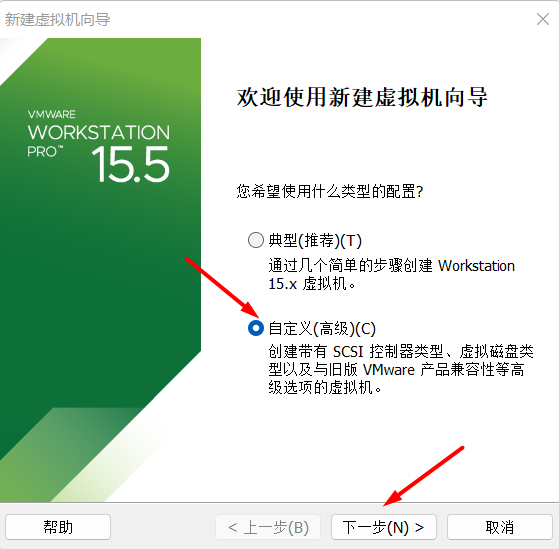 新建虚拟机向导
VMWARE
WORKSTATION
PRO™ 15.5
欢迎使用新建虚拟机向导
您希望使用什么类型的配置?
典型(推荐)(T)
通过几个简单的步骤创建 Workstation
15.x 虚拟机。
自定义(高级)(C)
创建带有 SCSI 控制器类型、虚拟磁盘类
型以及与旧版 VMware 产品兼容性等高
级选项的虚拟机。
帮助
< 上一步(B)
下一步(N) >
取消